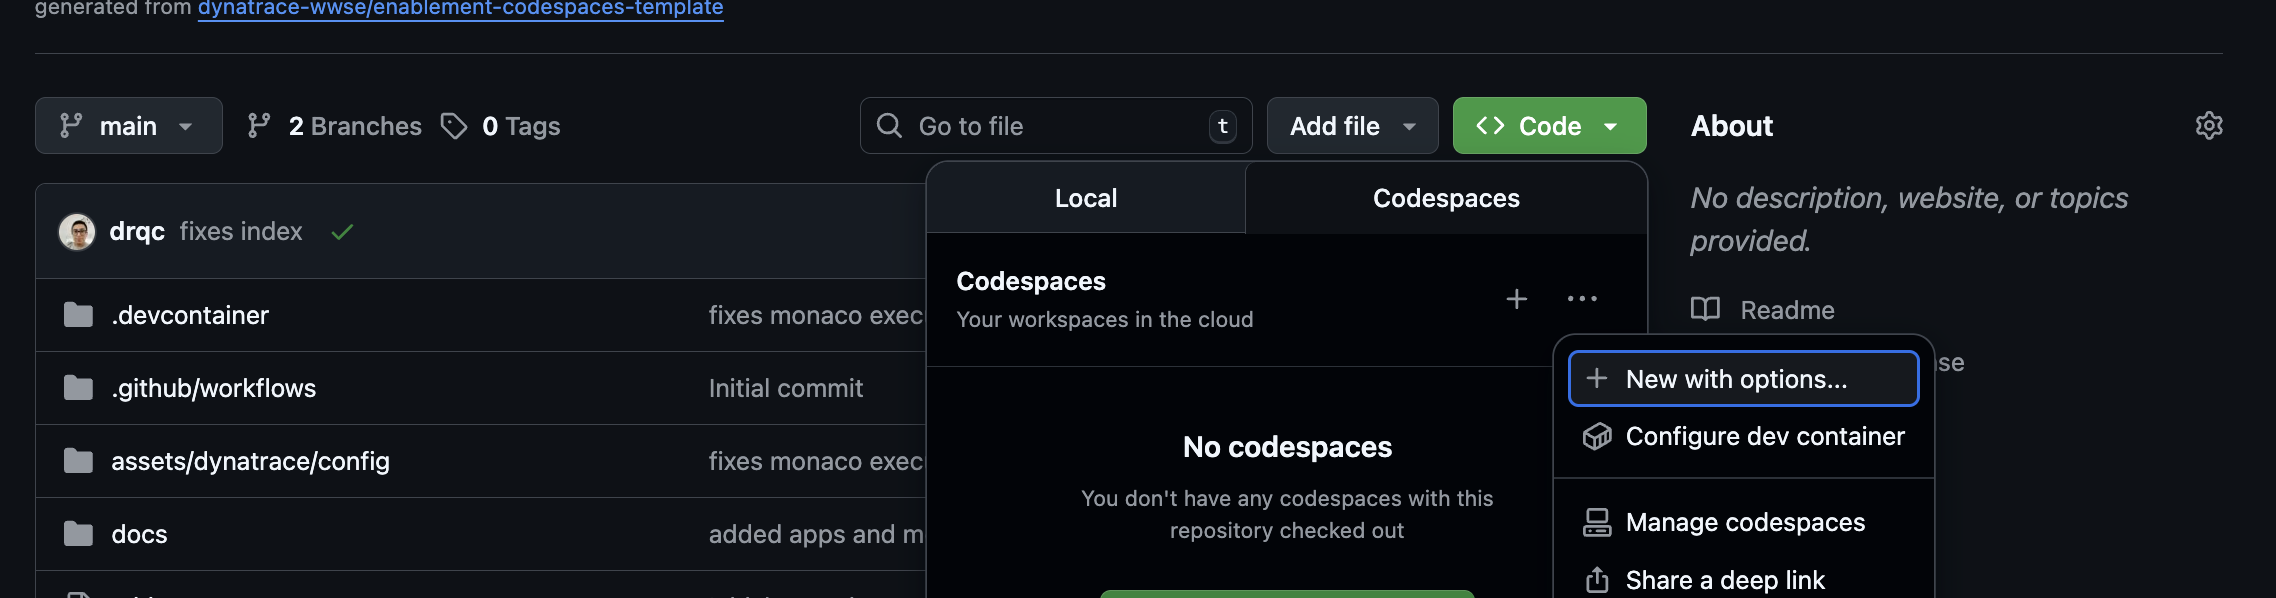 generated from dynatrace-wwse/enablement-codespaces-template
main
2 Branches
0 Tags
Go to file
t
Add file
Code
About
Local
Codespaces
No description, website, or topics
provided.
drqc fixes index
Codespaces
Your workspaces in the cloud
Readme
.devcontainer
fixes monaco exec
New with options...
.github/workflows
Initial commit
Configure dev container
No codespaces
assets/dynatrace/config
fixes monaco exec
You don't have any codespaces with this
repository checked out
Manage codespaces
docs
added apps and m
Share a deep link